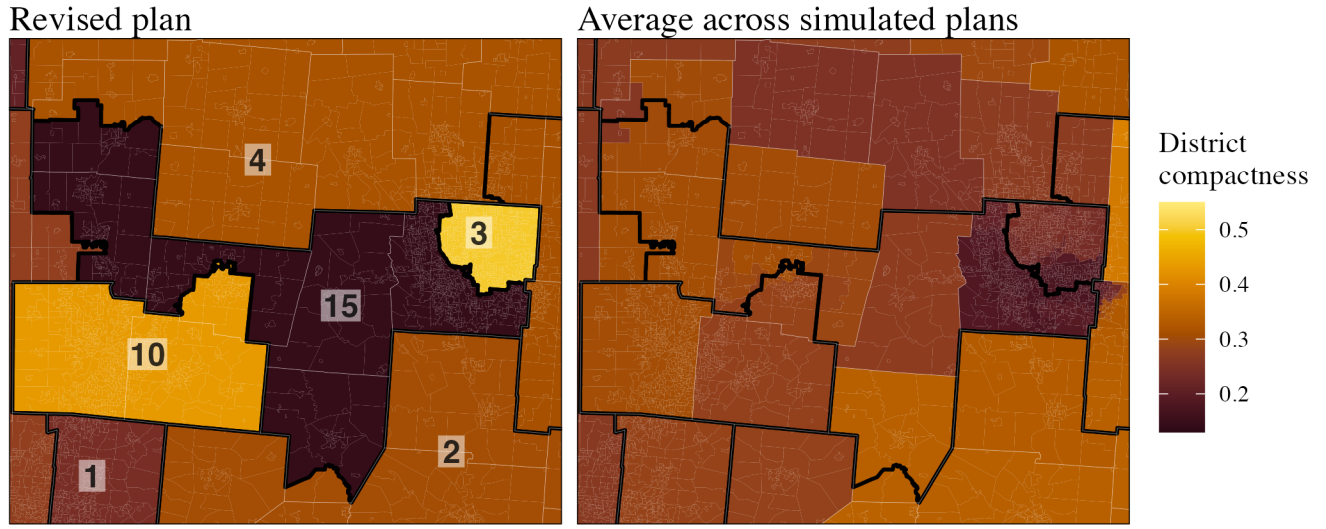 Revised plan
Average across simulated plans
4
3
15
10
2
1
District
compactness
0.5
0.4
0.3
0.2